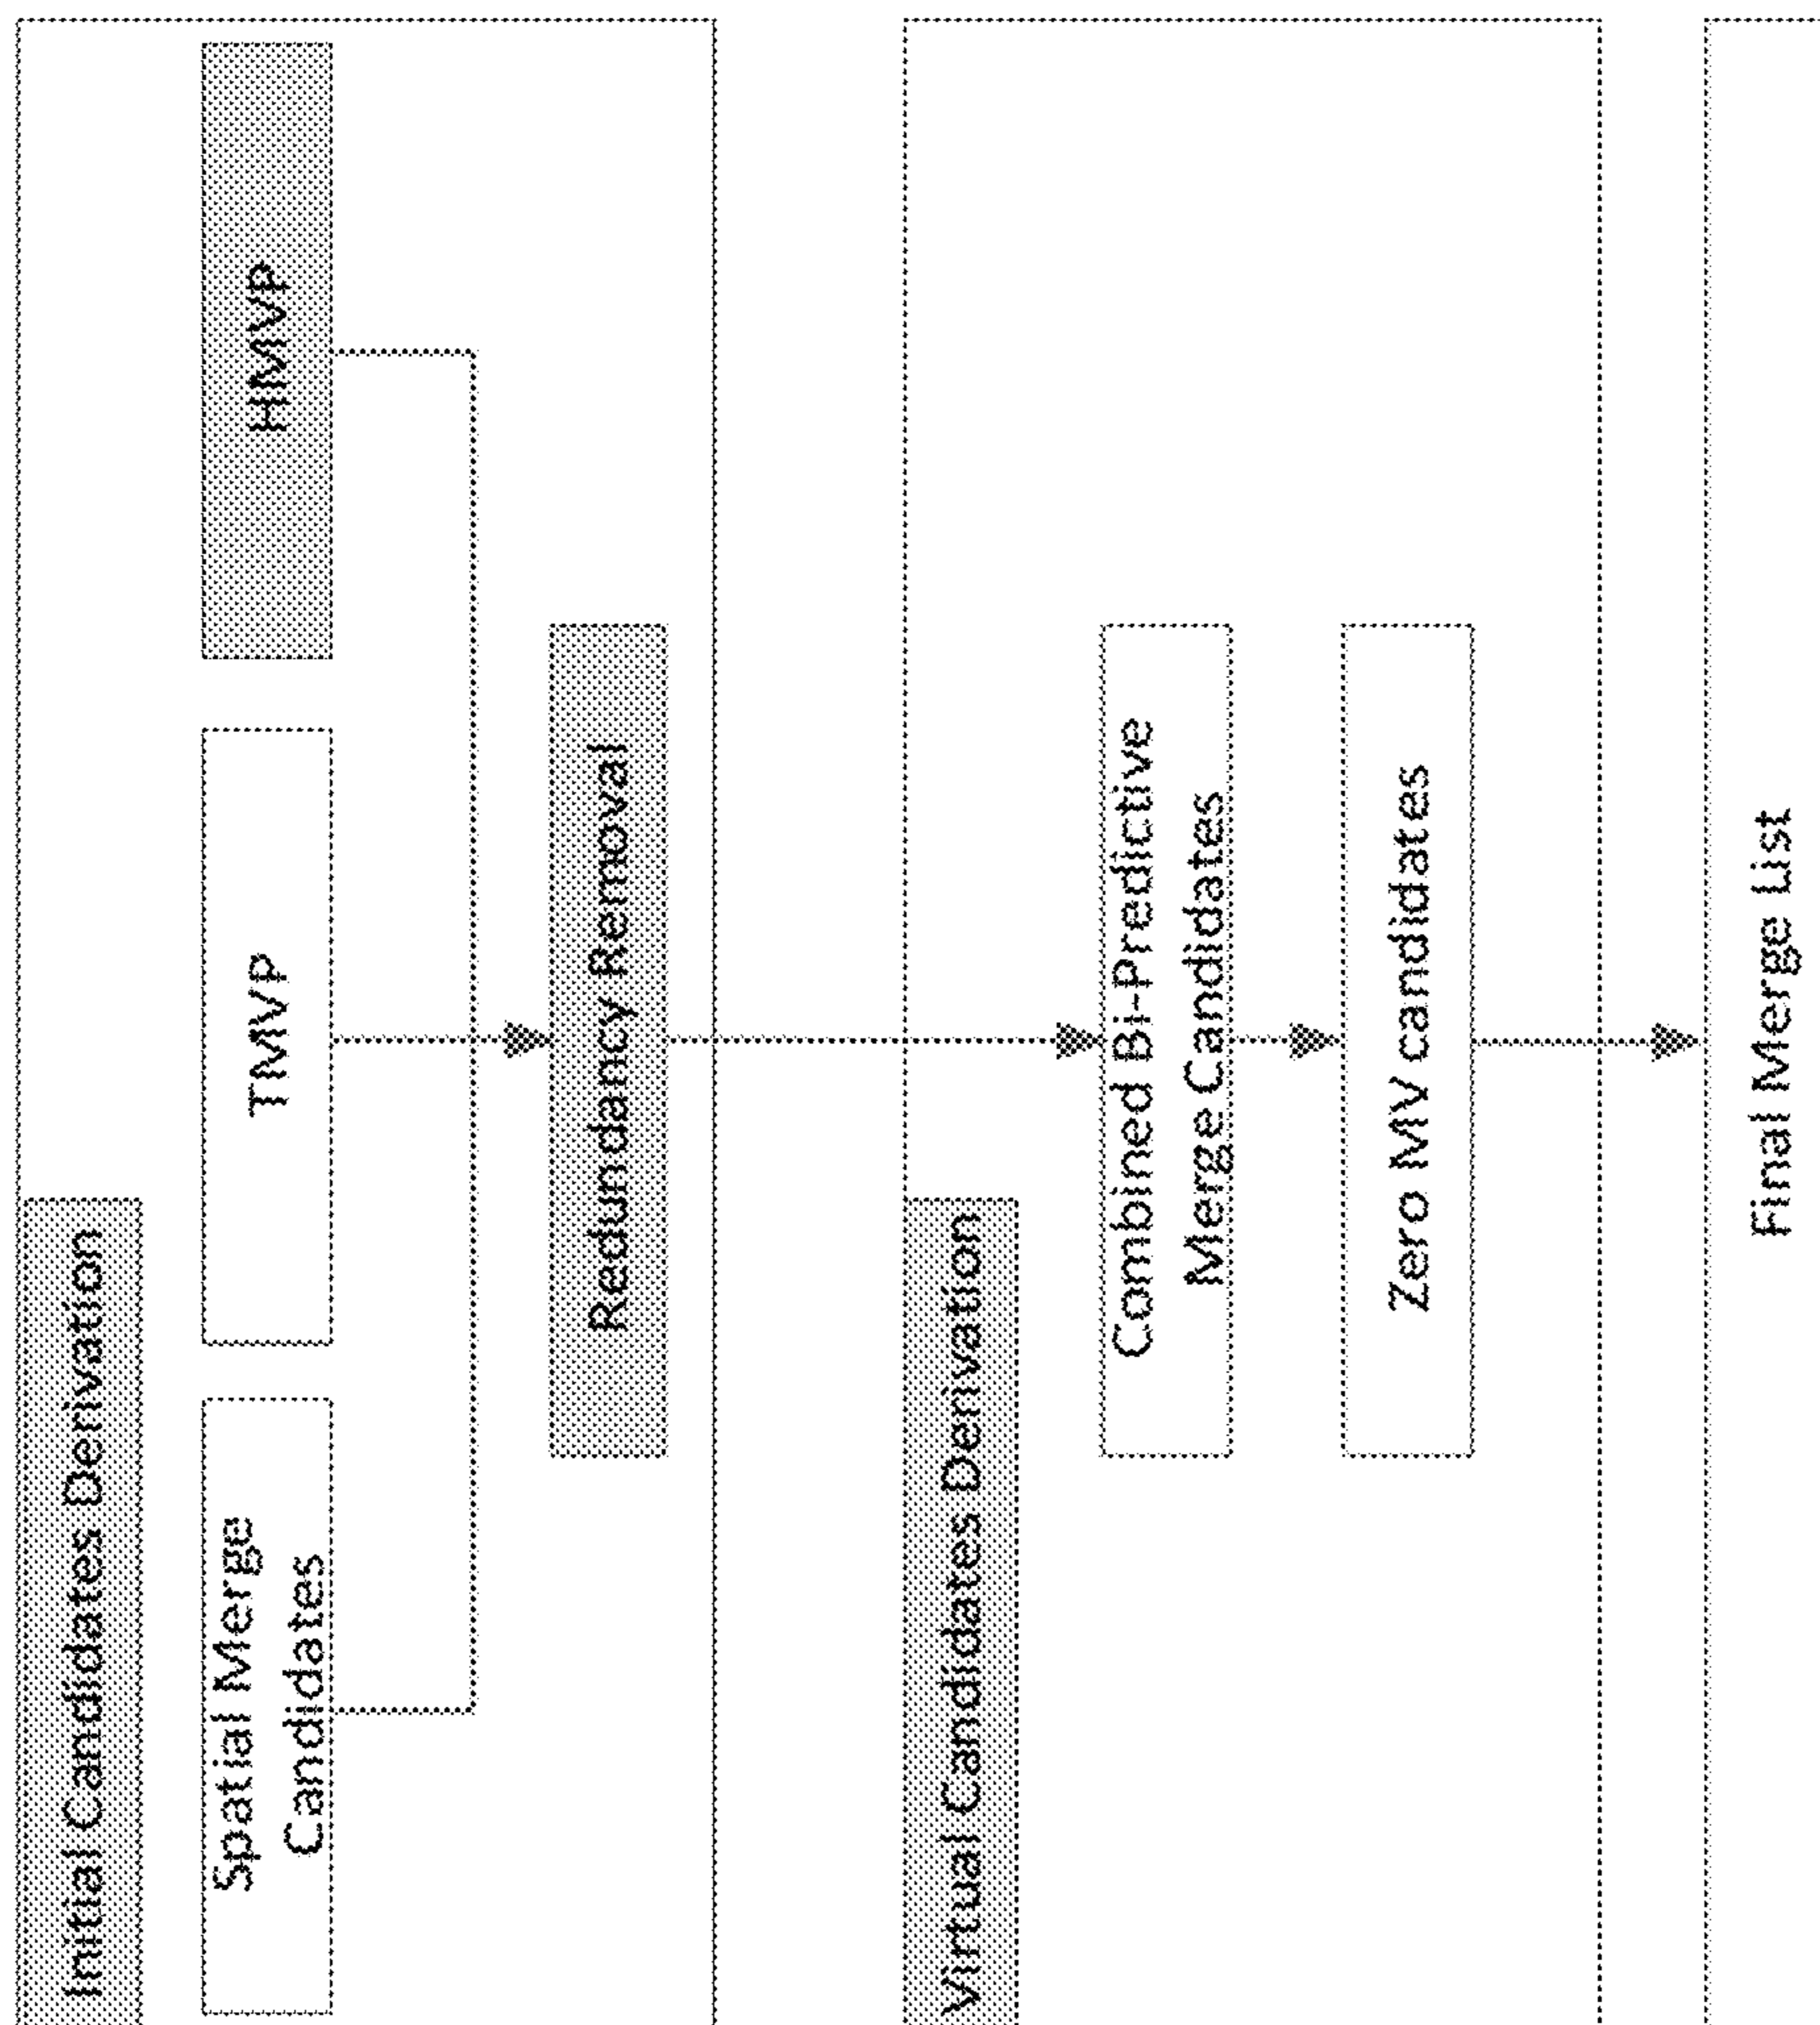 Initial Candidates Derivation
Spatial Merge
Candidates
TMVP
HMVP
Redundancy Removal
Virtual Candidates Derivation
Combined Bi-Predictive
Merge Candidates
Zero MV candidates
Final Merge List